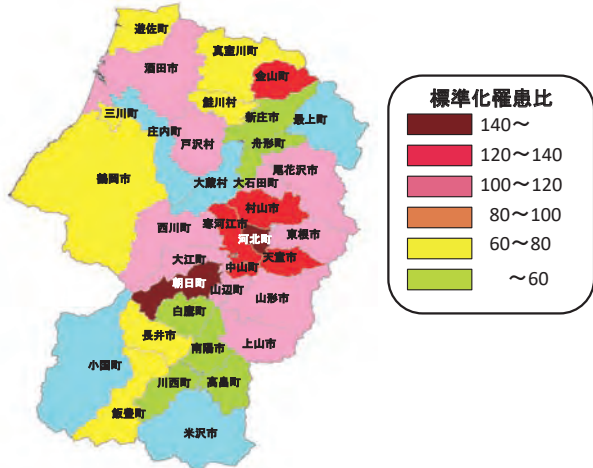 遊佐町
真室川町
酒田市
金山町
鮭川村
三川町
新庄市
最上町
庄内町
舟形町
戸沢村
尾花沢市
鶴岡市
大蔵村
大石田町
村山市
寒河江市
西川町
河北町
東根市
大江町
中山町
天童市
朝日町
山辺町
山形市
白鷹町
長井市
上山市
南陽市
小国町
川西町
高畠町
飯豊町
米沢市
標準化罹患比
140～
120～140
100～120
80～100
60～80
～60